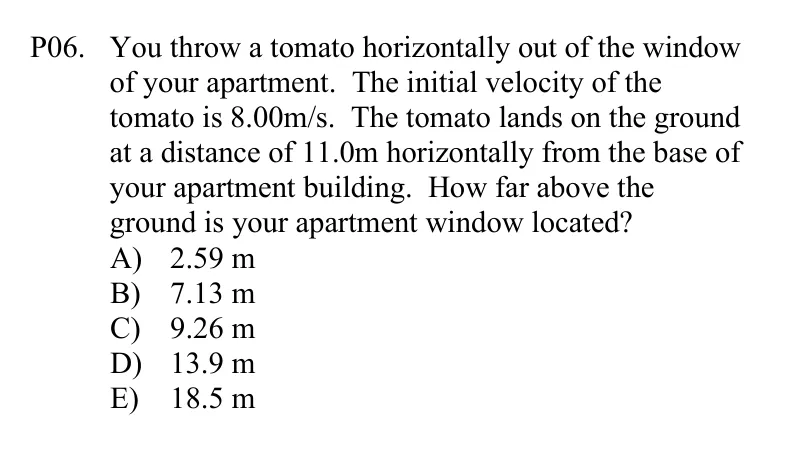 P06. You throw a tomato horizontally out of the window
of your apartment. The initial velocity of the
tomato is 8.00m/s. The tomato lands on the ground
at a distance of 11.0m horizontally from the base of
your apartment building. How far above the
ground is your apartment window located?
A) 2.59 m
B) 7.13 m
C) 9.26 m
D) 13.9 m
E) 18.5 m